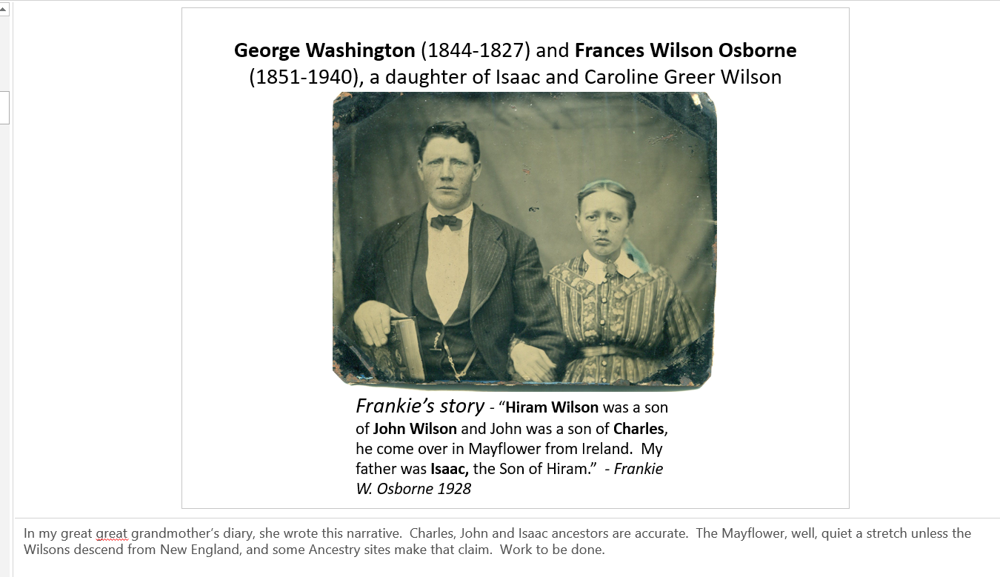 George Washington (1844-1827) and Frances Wilson Osborne
(1851-1940), a daughter of Isaac and Caroline Greer Wilson
Frankie’s story - “Hiram Wilson was a son
of John Wilson and John was a son of Charles,
he come over in Mayflower from Ireland.  My
father was Isaac, the Son of Hiram.”  - Frankie
W. Osborne 1928
In my great great grandmother’s diary, she wrote this narrative.  Charles, John and Isaac ancestors are accurate.  The Mayflower, well, quiet a stretch unless the
Wilsons descend from New England, and some Ancestry sites make that claim.  Work to be done.